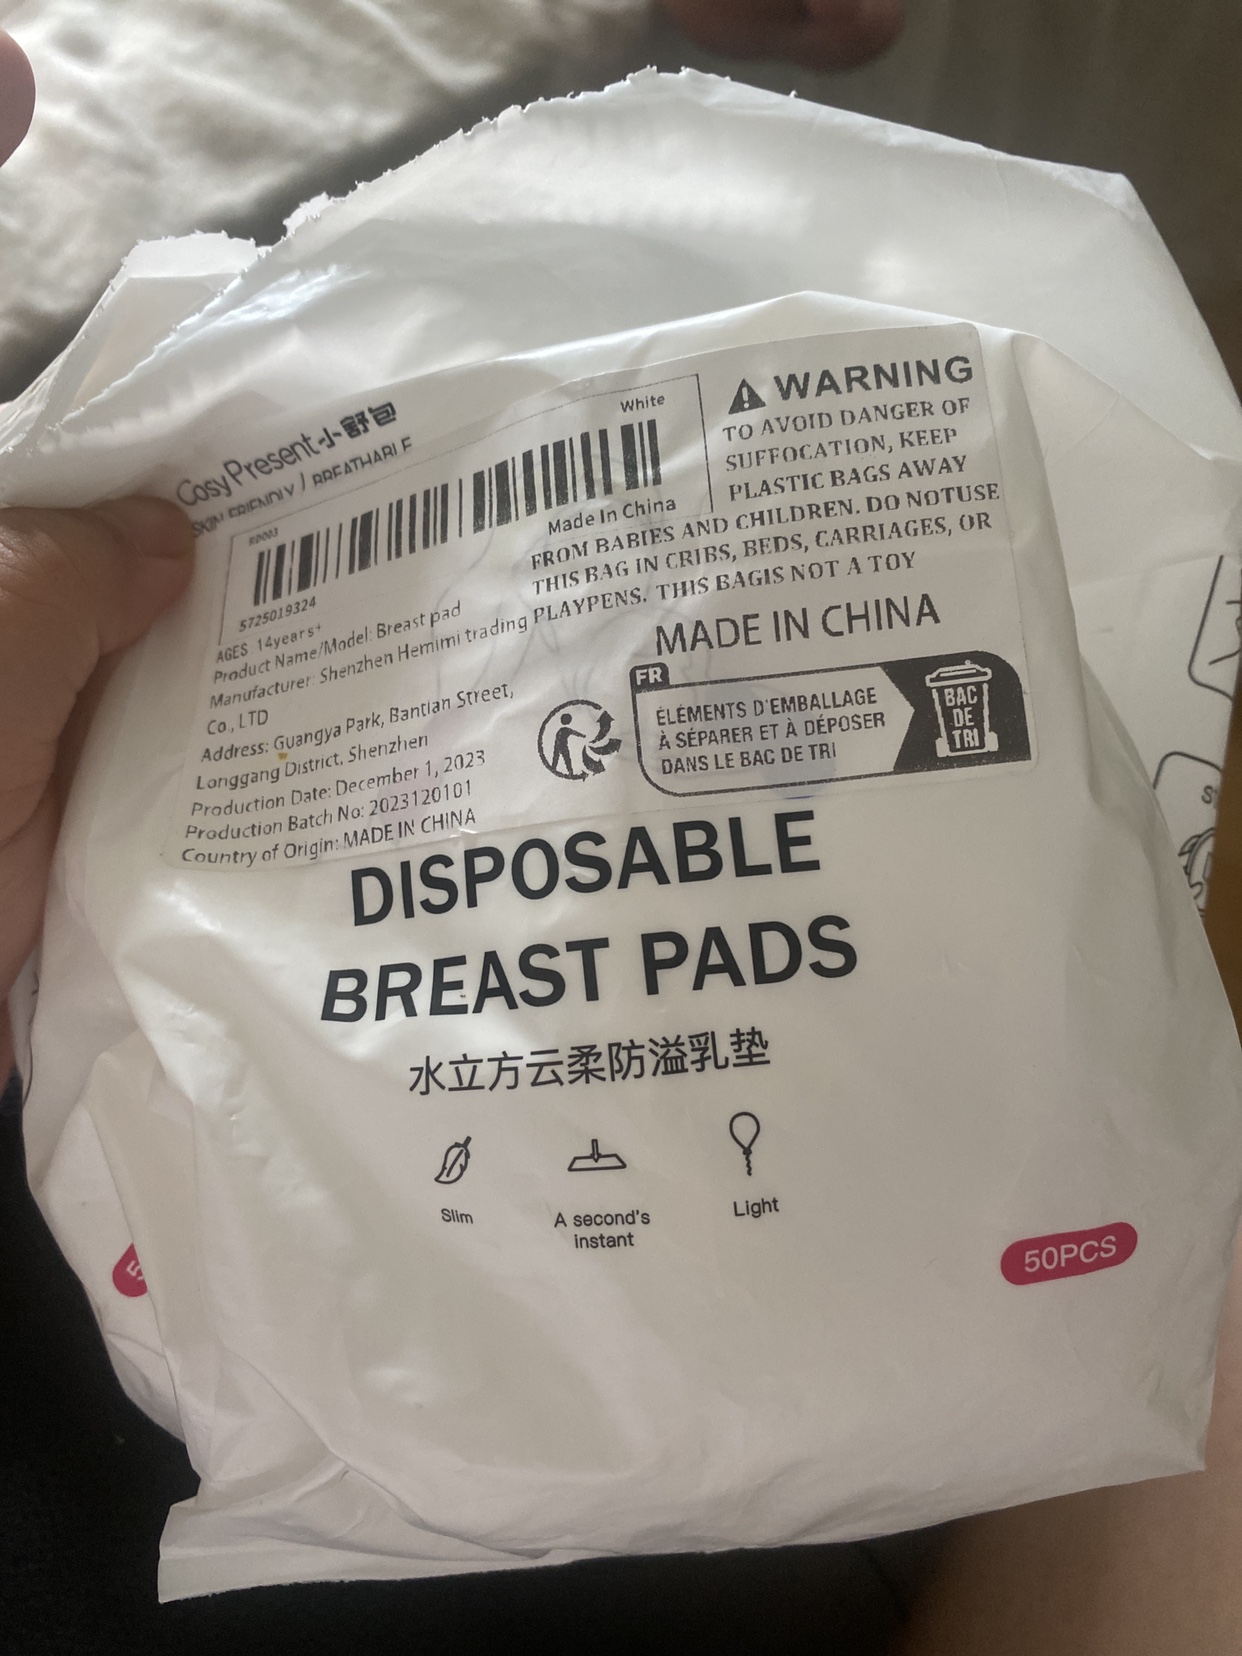 CosyPresent小舒包
SKIN FRIENDLY / BREATHABLE
White
RD003
Made In China
5725019324
AGES 14years+
Product Name/Model: Breast pad
Manufacturer: Shenzhen Hemimi trading
Co., LTD
Address: Guangya Park, Bantian Street,
Longgang District, Shenzhen
Production Date: December 1, 2023
Production Batch No: 2023120101
Country of Origin: MADE IN CHINA
WARNING
TO AVOID DANGER OF
SUFFOCATION, KEEP
PLASTIC BAGS AWAY
FROM BABIES AND CHILDREN. DO NOTUSE
THIS BAG IN CRIBS, BEDS, CARRIAGES, OR
PLAYPENS. THIS BAGIS NOT A TOY
MADE IN CHINA
FR
ÉLÉMENTS D'EMBALLAGE
À SÉPARER ET À DÉPOSER
DANS LE BAC DE TRI
BAC
DE
TRI
DISPOSABLE
BREAST PADS
水立方云柔防溢乳垫
Slim
A second's
instant
Light
50PCS